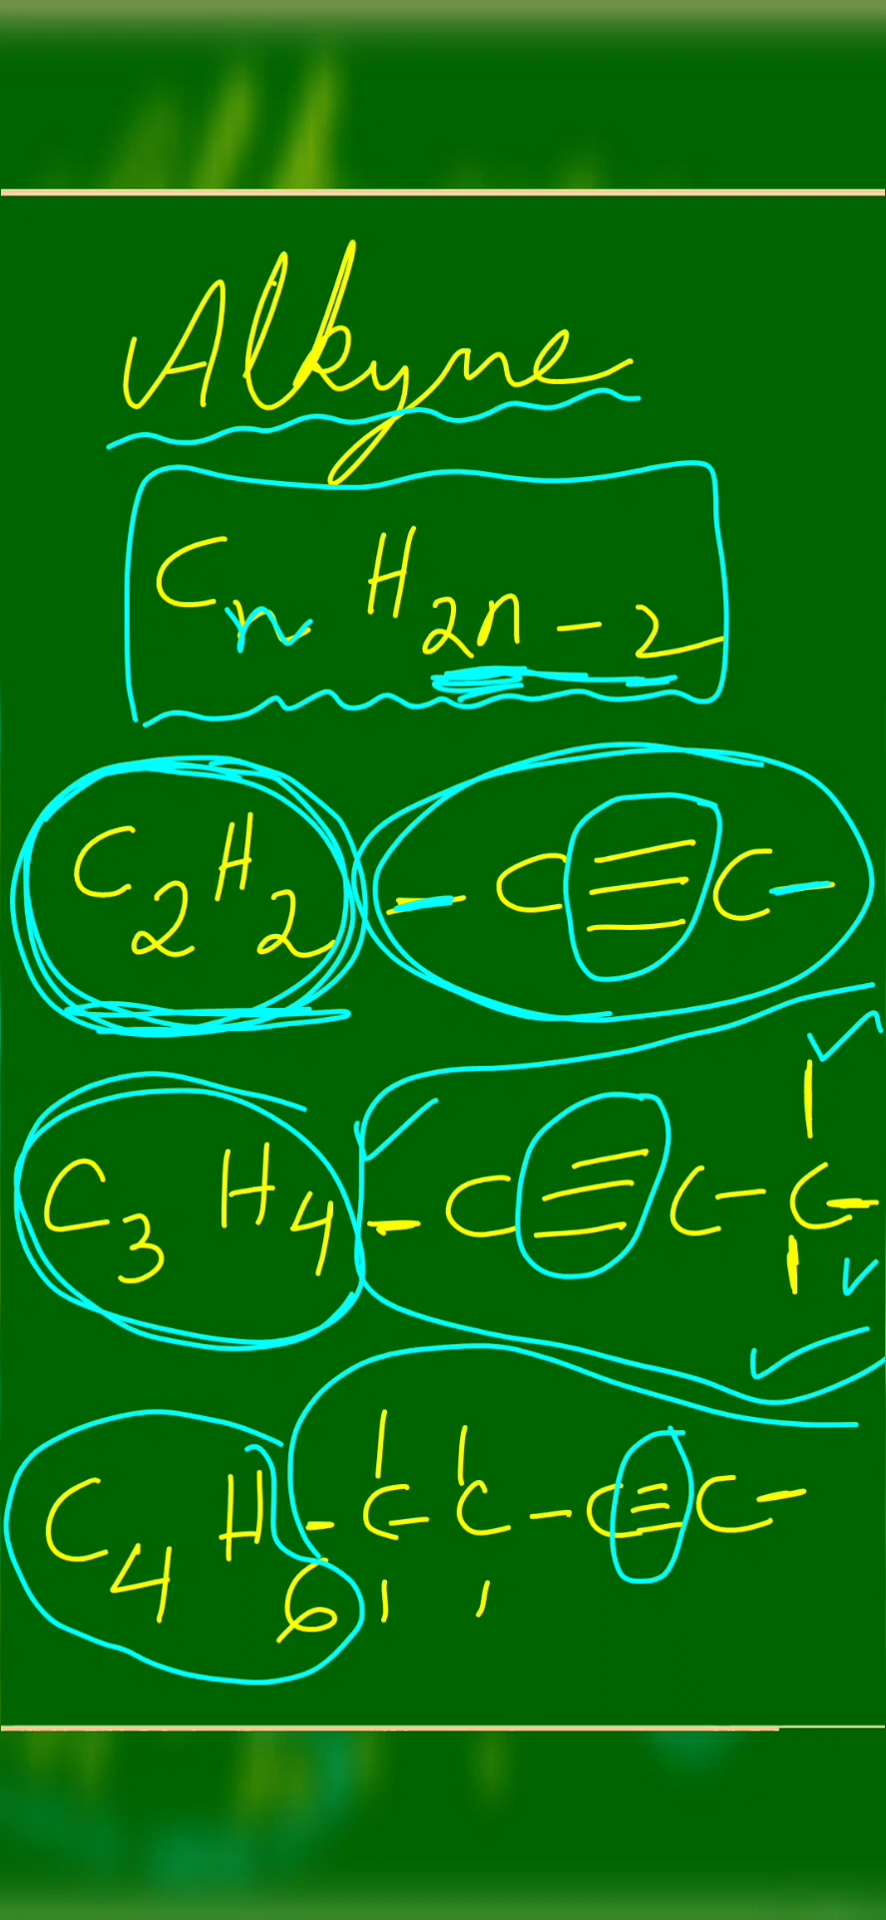 Alkyne
CₙH₂ₙ₋₂
C₂H₂ -C≡C-
C₃H₄ -C≡C-C-
C₄H₆ -C-C-C≡C-